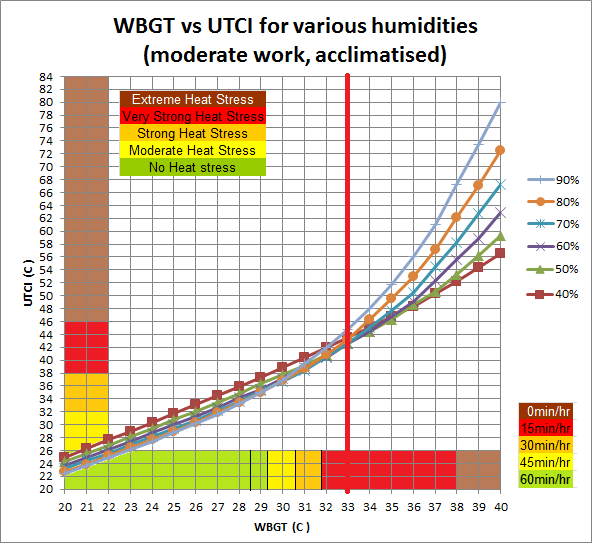 WBGT vs UTCI for various humidities
(moderate work, acclimatised)
84
82
80
78
76
74
72
70
68
66
64
62
60
58
56
54
52
50
48
46
44
42
40
38
36
34
32
30
28
26
24
22
20
UTCI (C )
Extreme Heat Stress
Very Strong Heat Stress
Strong Heat Stress
Moderate Heat Stress
No Heat stress
90%
80%
70%
60%
50%
40%
0min/hr
15min/hr
30min/hr
45min/hr
60min/hr
20 21 22 23 24 25 26 27 28 29 30 31 32 33 34 35 36 37 38 39 40
WBGT (C )